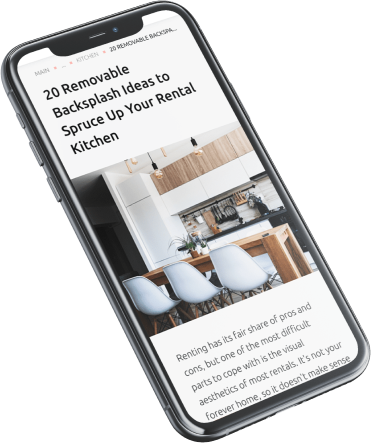 MAIN • ... • KITCHEN • 20 REMOVABLE BACKSPA...
20 Removable
Backsplash Ideas to
Spruce Up Your Rental
Kitchen
Renting has its fair share of pros and
cons, but one of the most difficult
parts to cope with is the visual
aesthetics of most rentals. It's not your
forever home, so it doesn't make sense